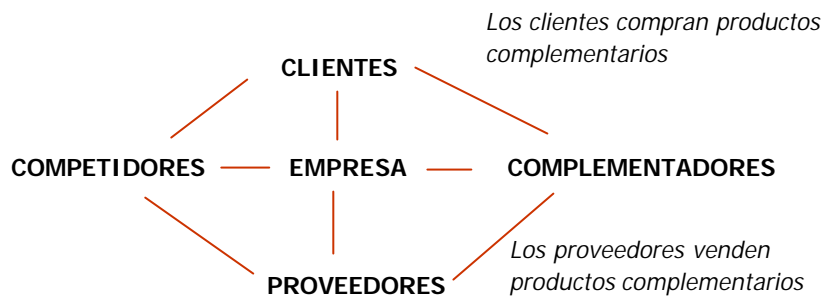 Los clientes compran productos
complementarios
CLIENTES
COMPETIDORES EMPRESA COMPLEMENTADORES
Los proveedores venden
productos complementarios
PROVEEDORES